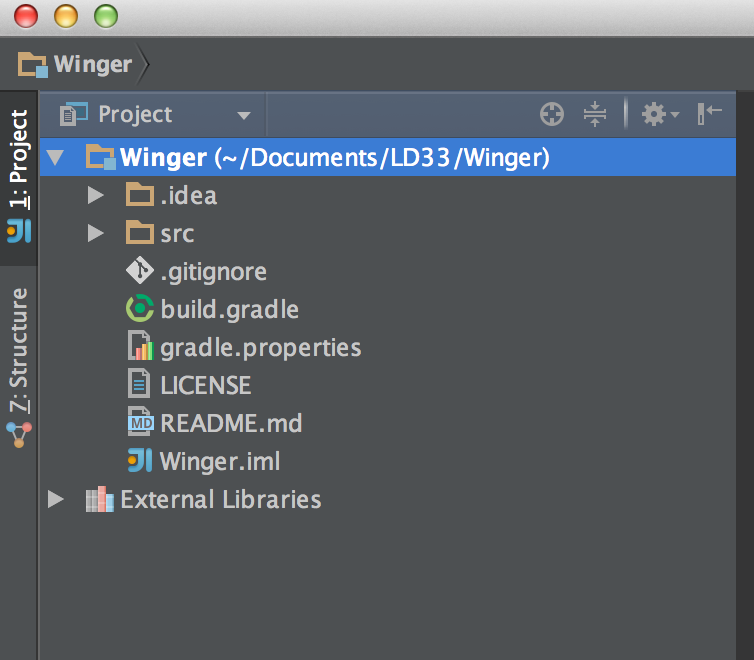 Winger
1: Project
7: Structure
Project
Winger (~/Documents/LD33/Winger)
.idea
src
.gitignore
build.gradle
gradle.properties
LICENSE
MD README.md
Winger.iml
External Libraries